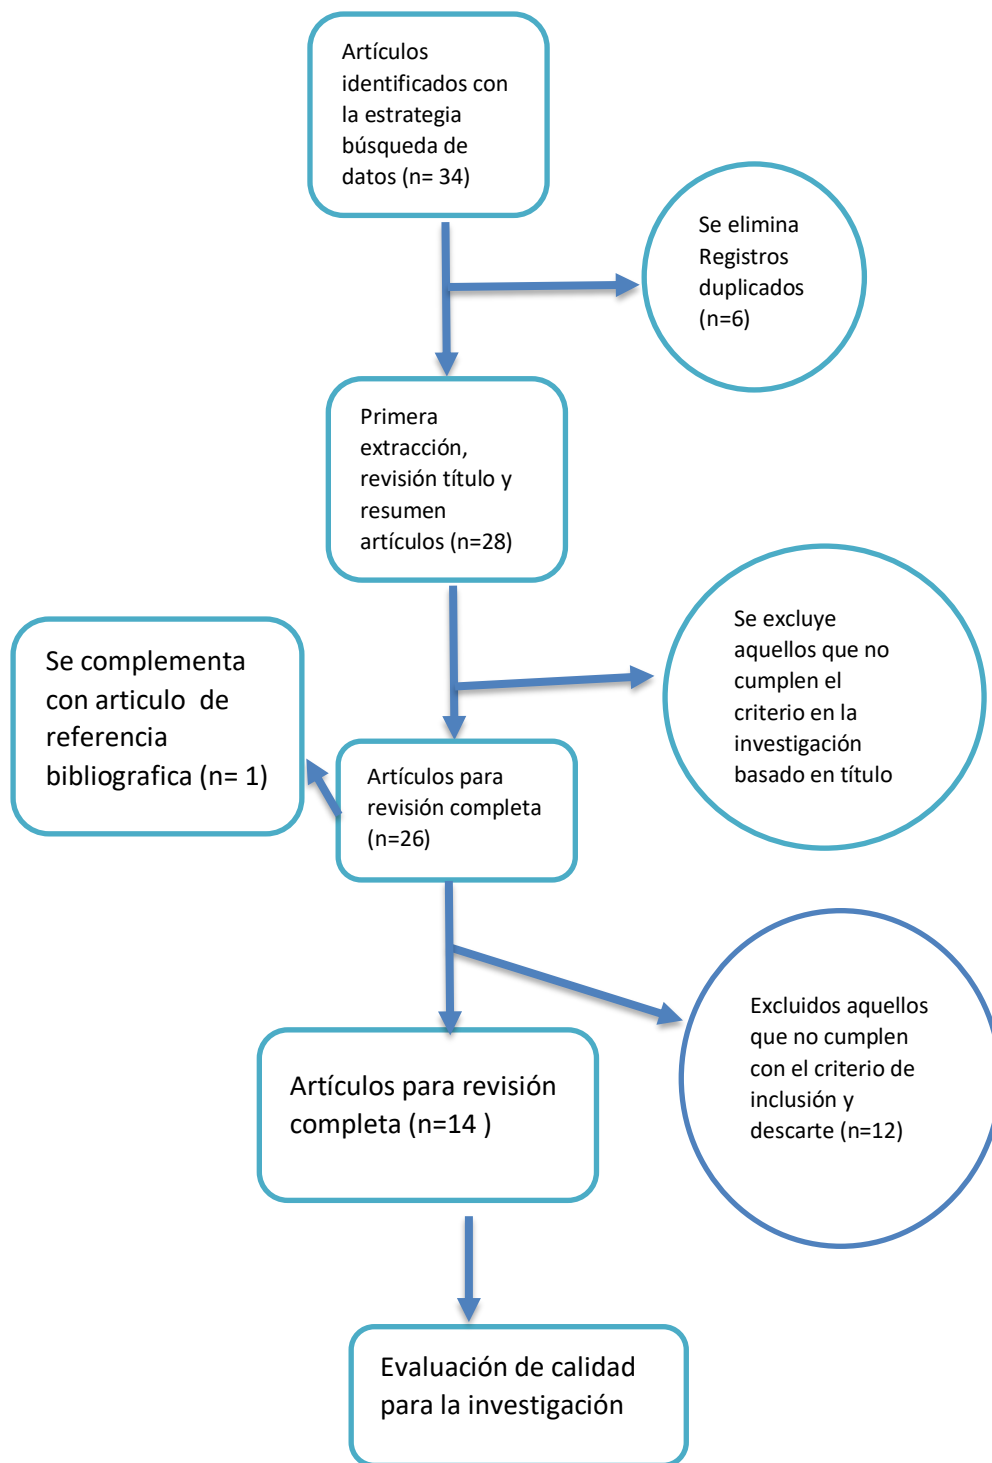 Artículos
identificados con
la estrategia
búsqueda de
datos (n= 34)
Se elimina
Registros
duplicados
(n=6)
Primera
extracción,
revisión título y
resumen
artículos (n=28)
Se excluye
aquellos que no
cumplen el
criterio en la
investigación
basado en título
Se complementa
con articulo  de
referencia
bibliografica (n= 1)
Artículos para
revisión completa
(n=26)
Excluidos aquellos
que no cumplen
con el criterio de
inclusión y
descarte (n=12)
Artículos para revisión
completa (n=14 )
Evaluación de calidad
para la investigación